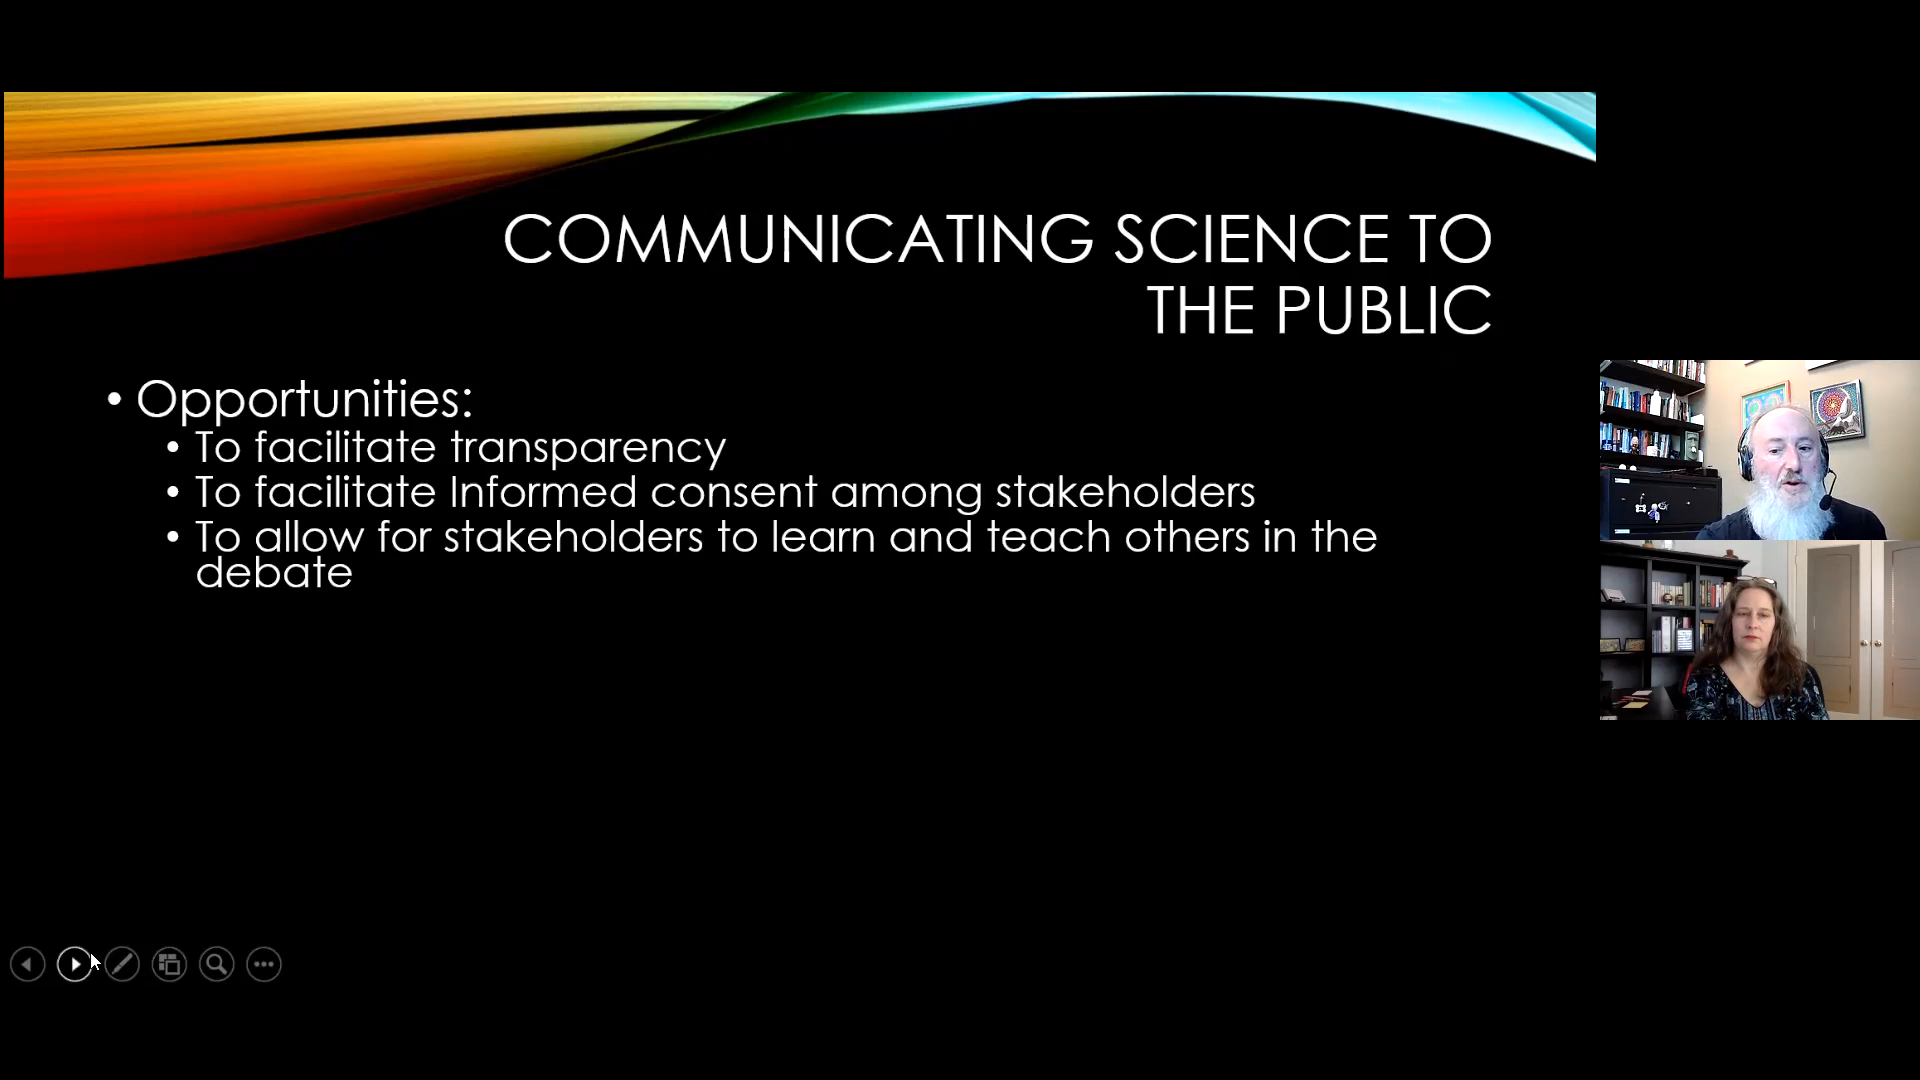 COMMUNICATING SCIENCE TO
THE PUBLIC
• Opportunities:
• To facilitate transparency
• To facilitate Informed consent among stakeholders
• To allow for stakeholders to learn and teach others in the
debate